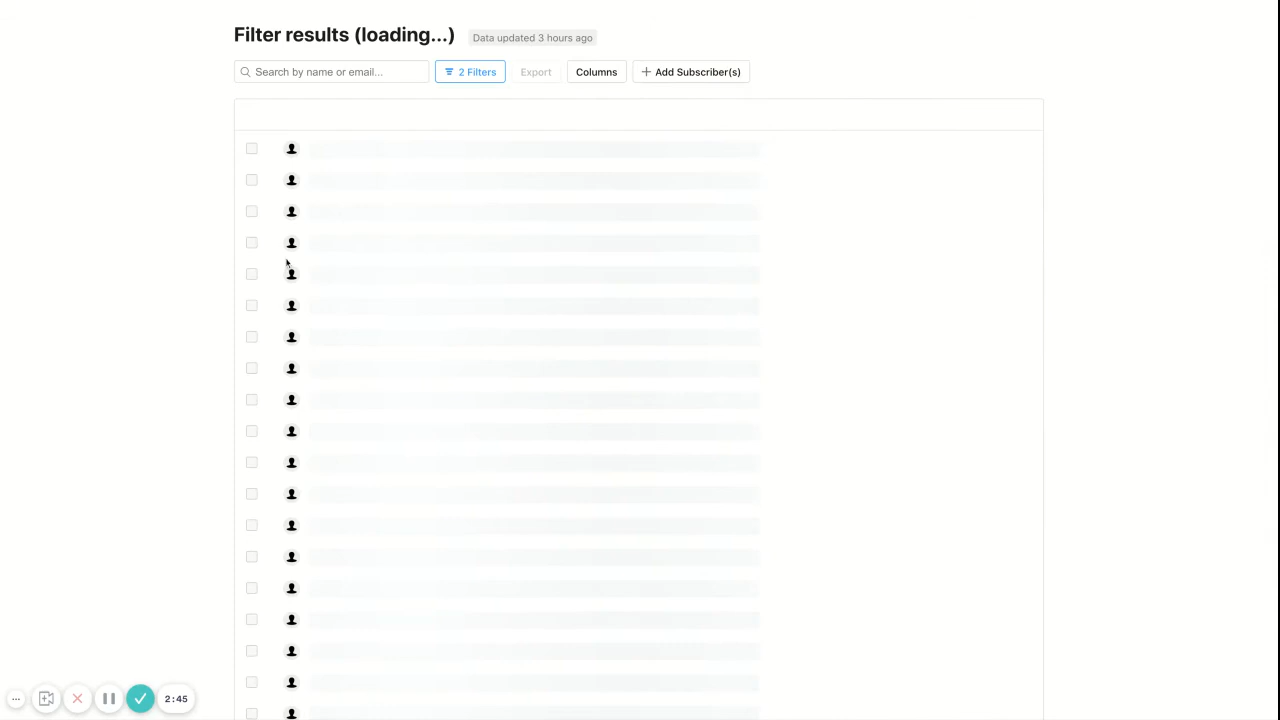 Filter results (loading...) Data updated 3 hours ago
Search by name or email... 2 Filters Export Columns Add Subscriber(s)
2:45